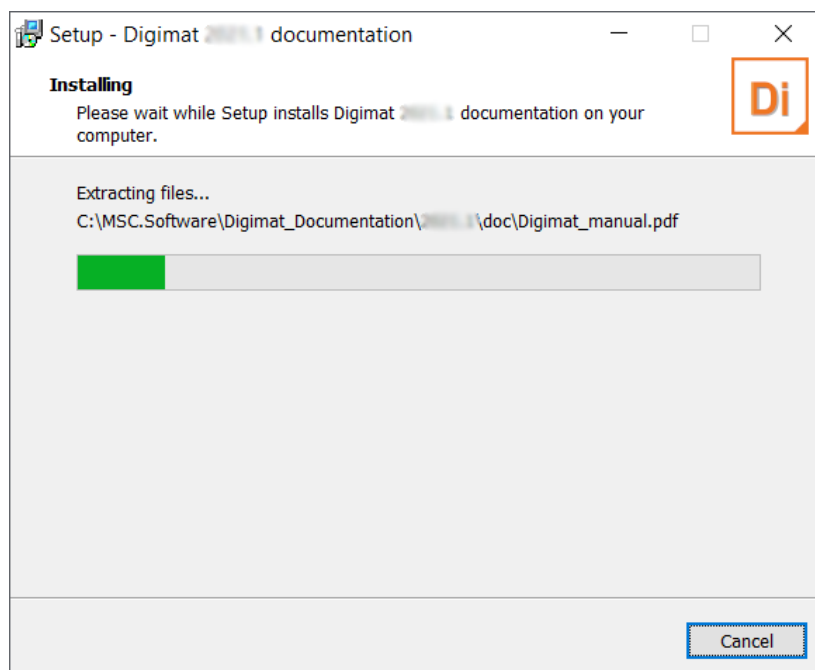 Setup - Digimat documentation
Installing
Di
Please wait while Setup installs Digimat documentation on your
computer.
Extracting files...
C:\MSC.Software\Digimat_Documentation\ \doc\Digimat_manual.pdf
Cancel